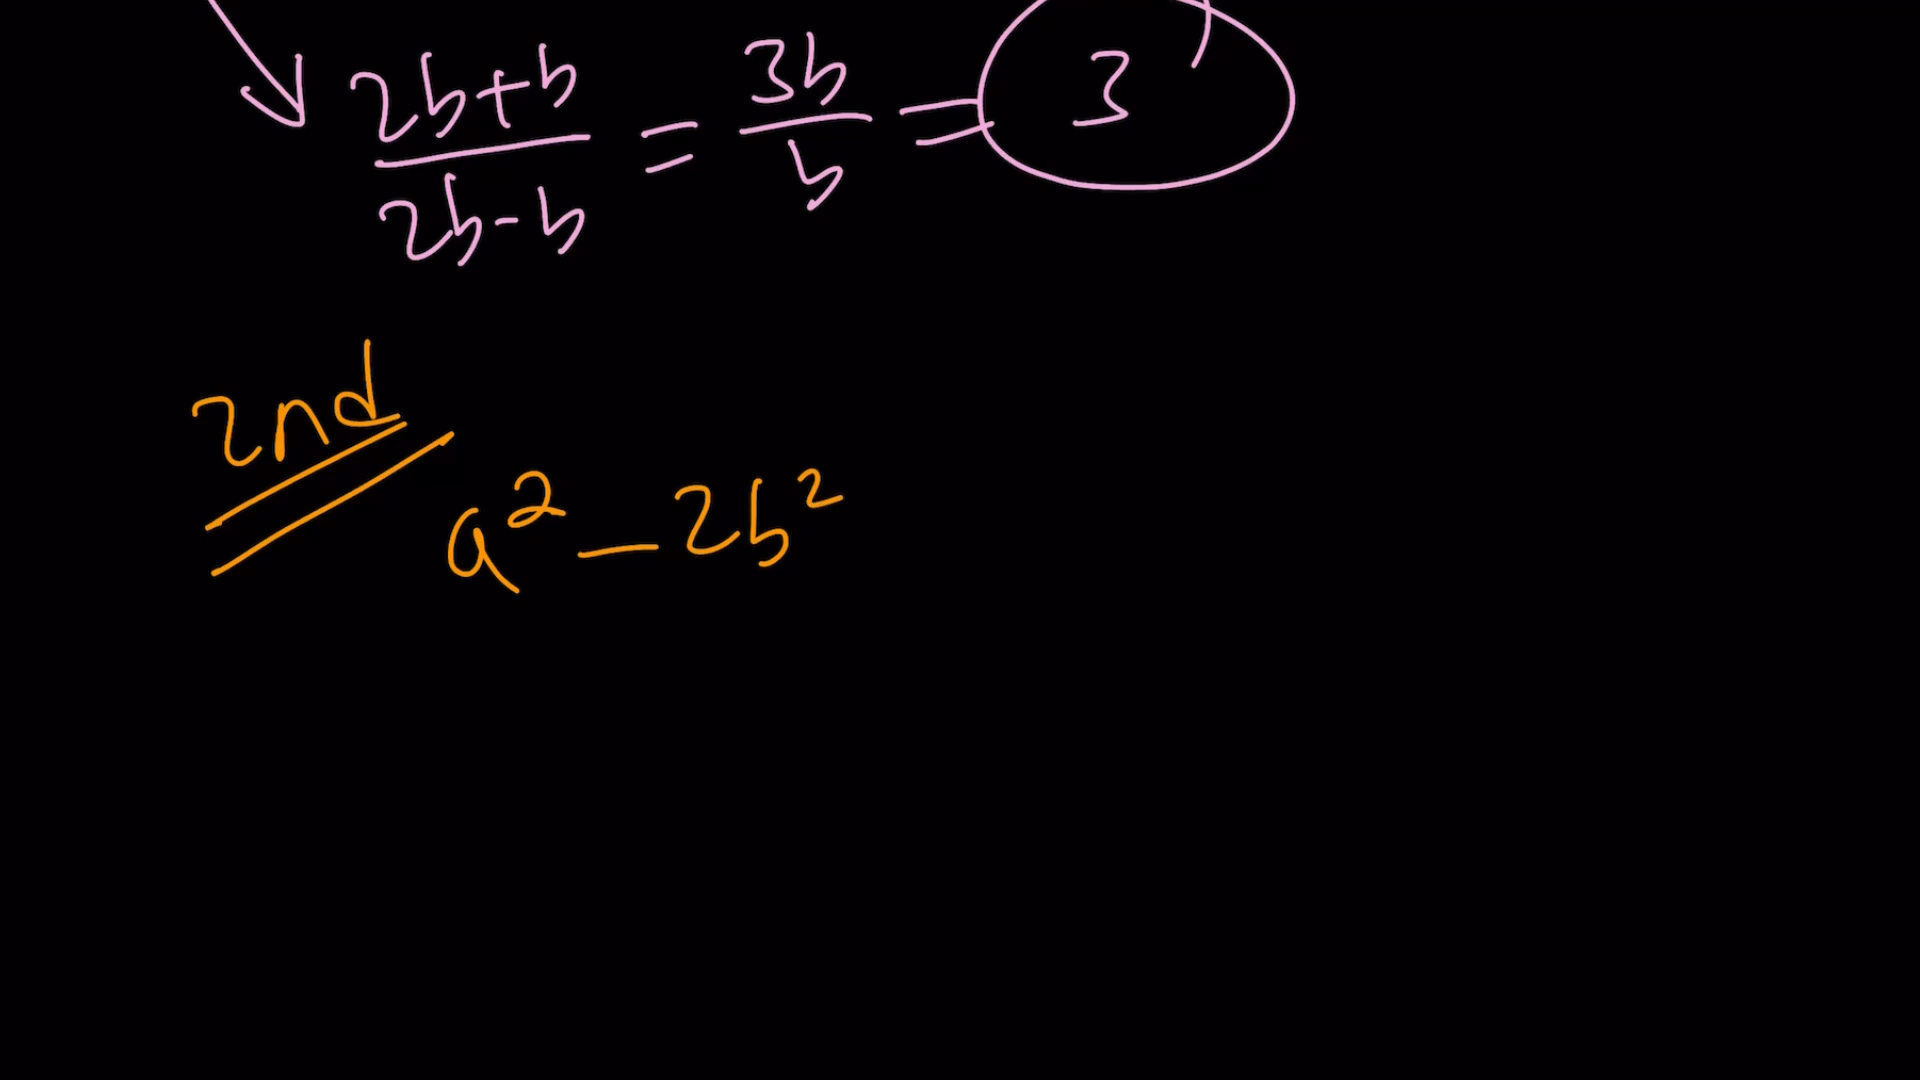 2b+b/2b-b = 3b/b = 3
2nd
a² - 2b²